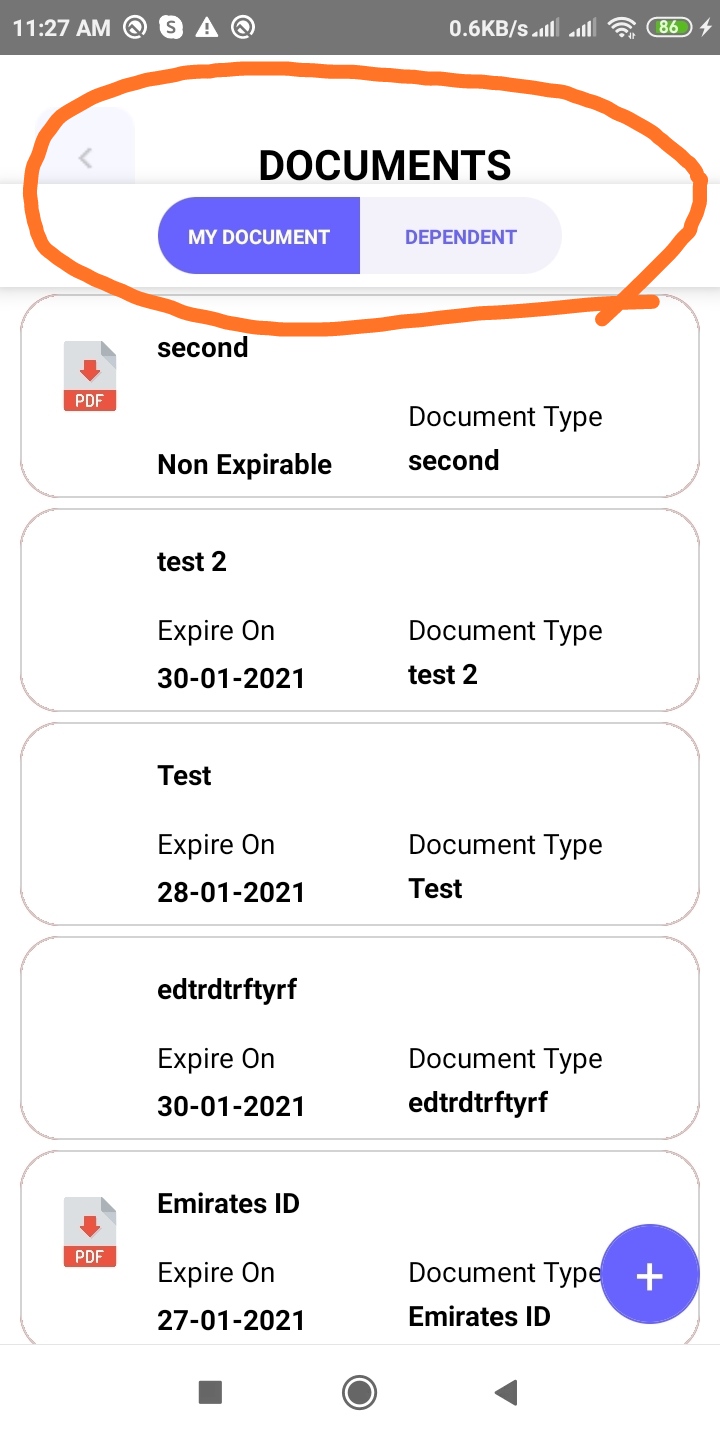 11:27 AM S 0.6KB/s 86
DOCUMENTS
MY DOCUMENT DEPENDENT
second
PDF
Document Type
Non Expirable second
test 2
Expire On Document Type
30-01-2021 test 2
Test
Expire On Document Type
28-01-2021 Test
edtrdtrftyrf
Expire On Document Type
30-01-2021 edtrdtrftyrf
Emirates ID
PDF
Expire On Document Type
27-01-2021 Emirates ID